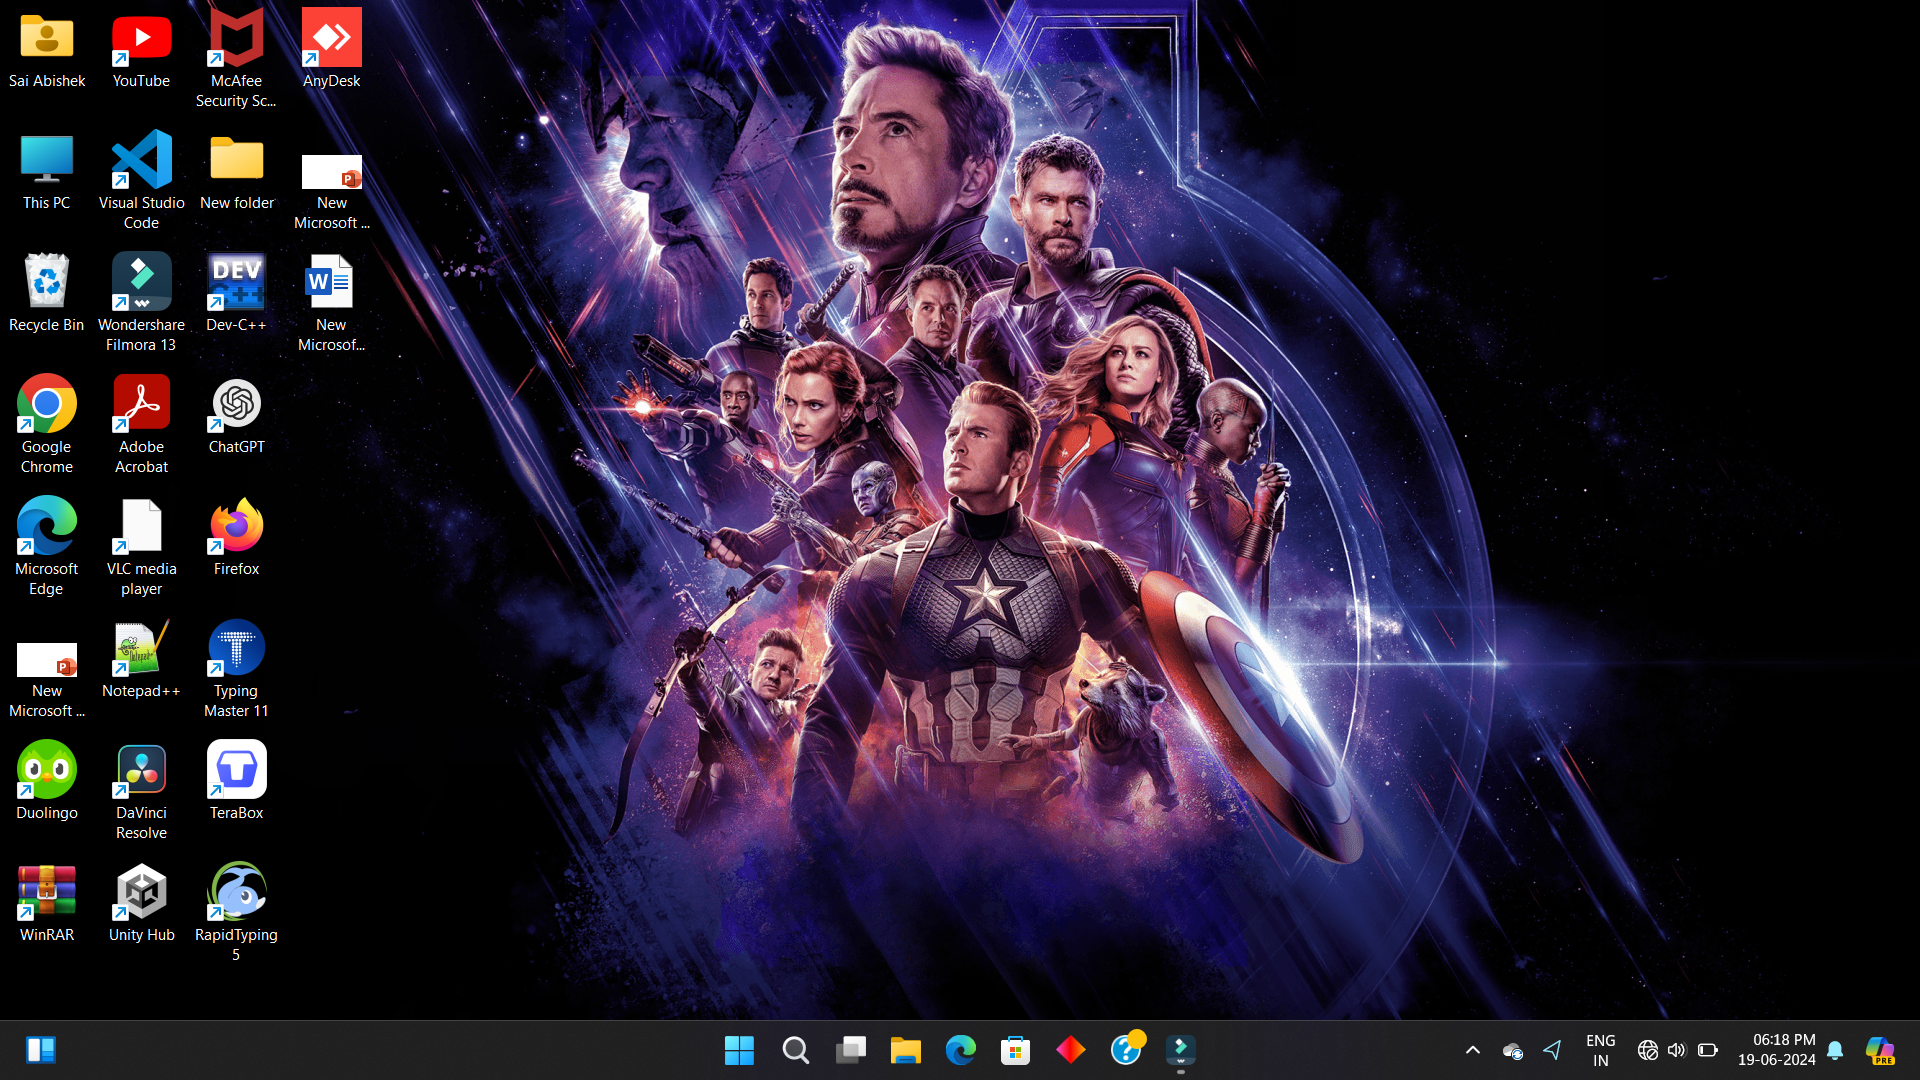 Sai Abishek
YouTube
McAfee
Security Sc...
AnyDesk
This PC
Visual Studio
Code
New folder
New
Microsoft ...
Recycle Bin
Wondershare
Filmora 13
DEV
C++
Dev-C++
New
Microsof...
Google
Chrome
Adobe
Acrobat
ChatGPT
Microsoft
Edge
VLC media
player
Firefox
New
Microsoft ...
Notepad++
Typing
Master 11
Duolingo
DaVinci
Resolve
TeraBox
WinRAR
Unity Hub
RapidTyping
5
ENG
IN
06:18 PM
19-06-2024
PRE